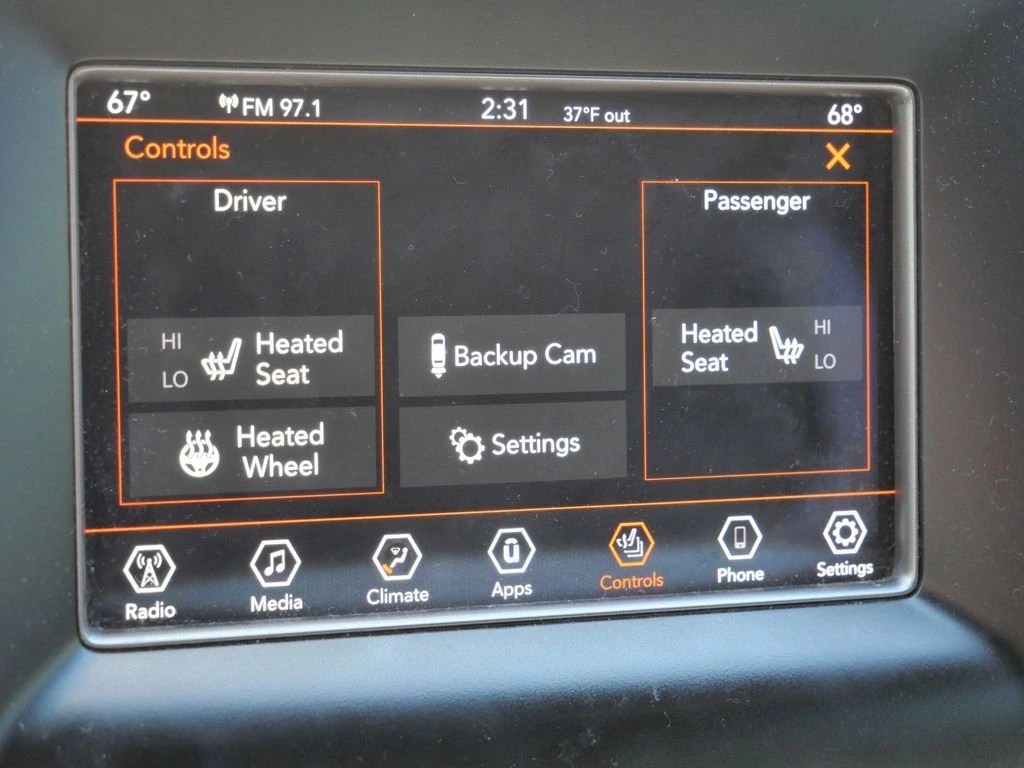 67° FM 97.1 2:31 37°F out 68°
Controls
Driver
HI
LO
Heated
Seat
Heated
Wheel
Backup Cam
Settings
Passenger
Heated
Seat
HI
LO
Radio Media Climate Apps Controls Phone Settings